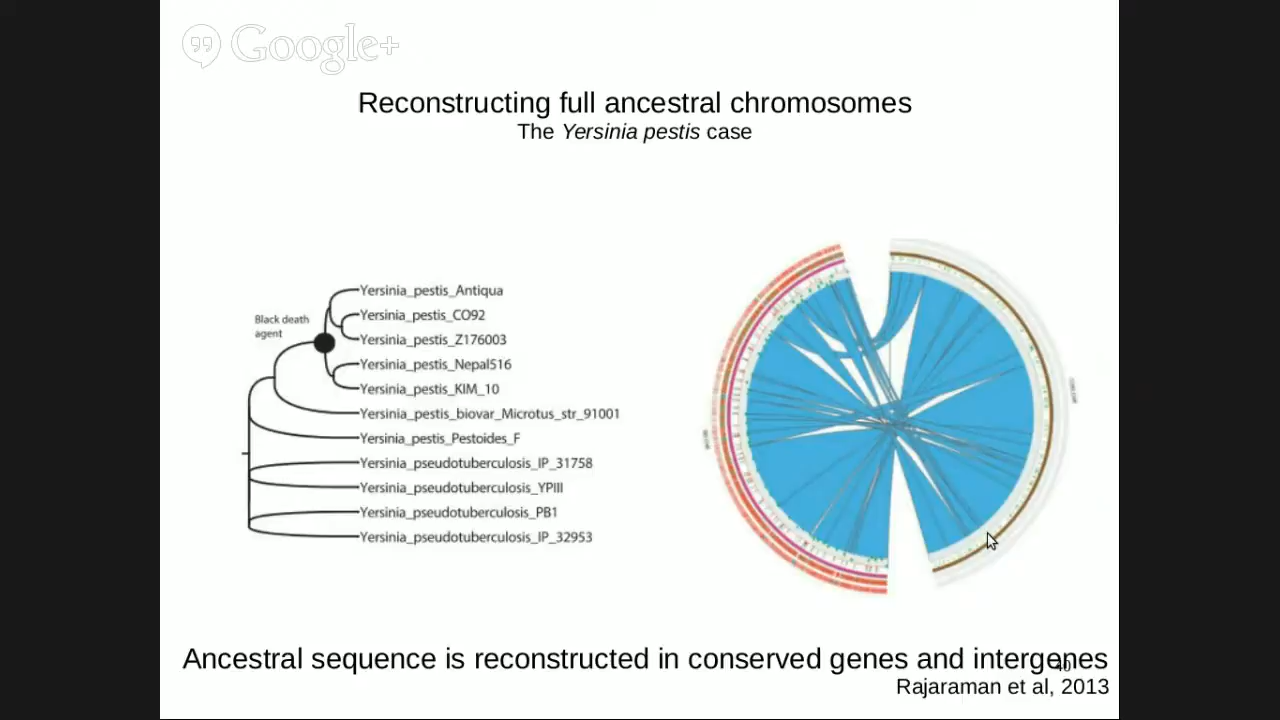 Google+
Reconstructing full ancestral chromosomes
The Yersinia pestis case
Black death
agent
Yersinia_pestis_Antiqua
Yersinia_pestis_CO92
Yersinia_pestis_Z176003
Yersinia_pestis_Nepal516
Yersinia_pestis_KIM_10
Yersinia_pestis_biovar_Microtus_str_91001
Yersinia_pestis_Pestoides_F
Yersinia_pseudotuberculosis_IP_31758
Yersinia_pseudotuberculosis_YPIII
Yersinia_pseudotuberculosis_PB1
Yersinia_pseudotuberculosis_IP_32953
Ancestral sequence is reconstructed in conserved genes and intergenes
40
Rajaraman et al, 2013